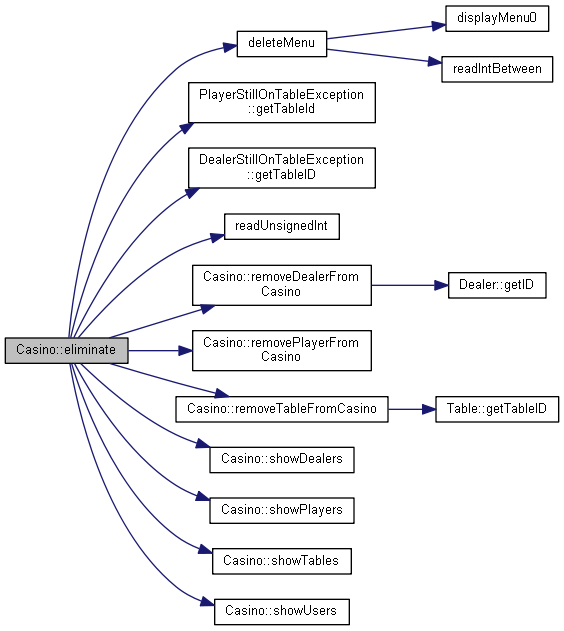 displayMenu0
deleteMenu
readIntBetween
PlayerStillOnTableException
::getTableId
DealerStillOnTableException
::getTableID
readUnsignedInt
Casino::removeDealerFrom
Casino
Dealer::getID
Casino::eliminate
Casino::removePlayerFrom
Casino
Casino::removeTableFromCasino
Table::getTableID
Casino::showDealers
Casino::showPlayers
Casino::showTables
Casino::showUsers